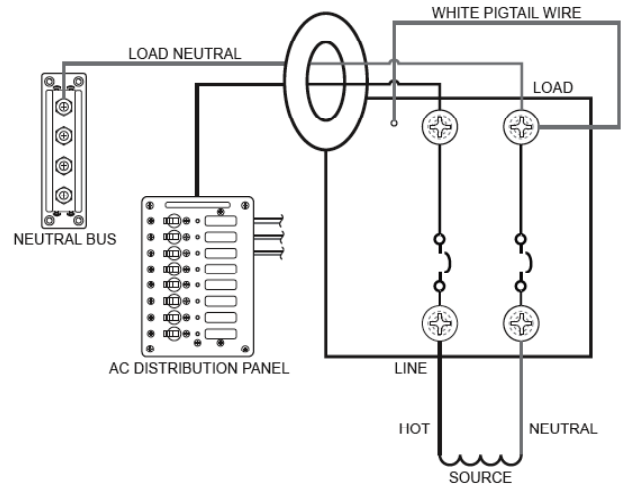 WHITE PIGTAIL WIRE
LOAD NEUTRAL
LOAD
NEUTRAL BUS
AC DISTRIBUTION PANEL
LINE
HOT
NEUTRAL
SOURCE